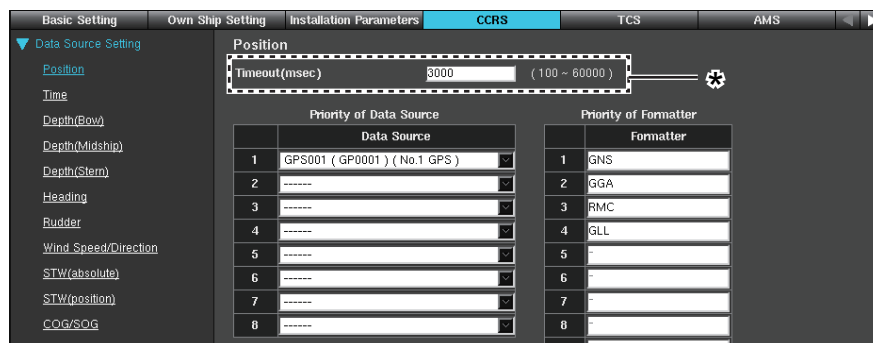 Basic Setting Own Ship Setting Installation Parameters CCRS TCS AMS
Data Source Setting
Position
Time
Depth(Bow)
Depth(Midship)
Depth(Stern)
Heading
Rudder
Wind Speed/Direction
STW(absolute)
STW(position)
COG/SOG
Position
Timeout(msec) 3000 ( 100 ~ 60000 ) *
Priority of Data Source
Data Source
1 GPS001 ( GP0001 ) ( No.1 GPS )
2 ------
3 ------
4 ------
5 ------
6 ------
7 ------
8 ------
Priority of Formatter
Formatter
1 GNS
2 GGA
3 RMC
4 GLL
5 -
6 -
7 -
8 -